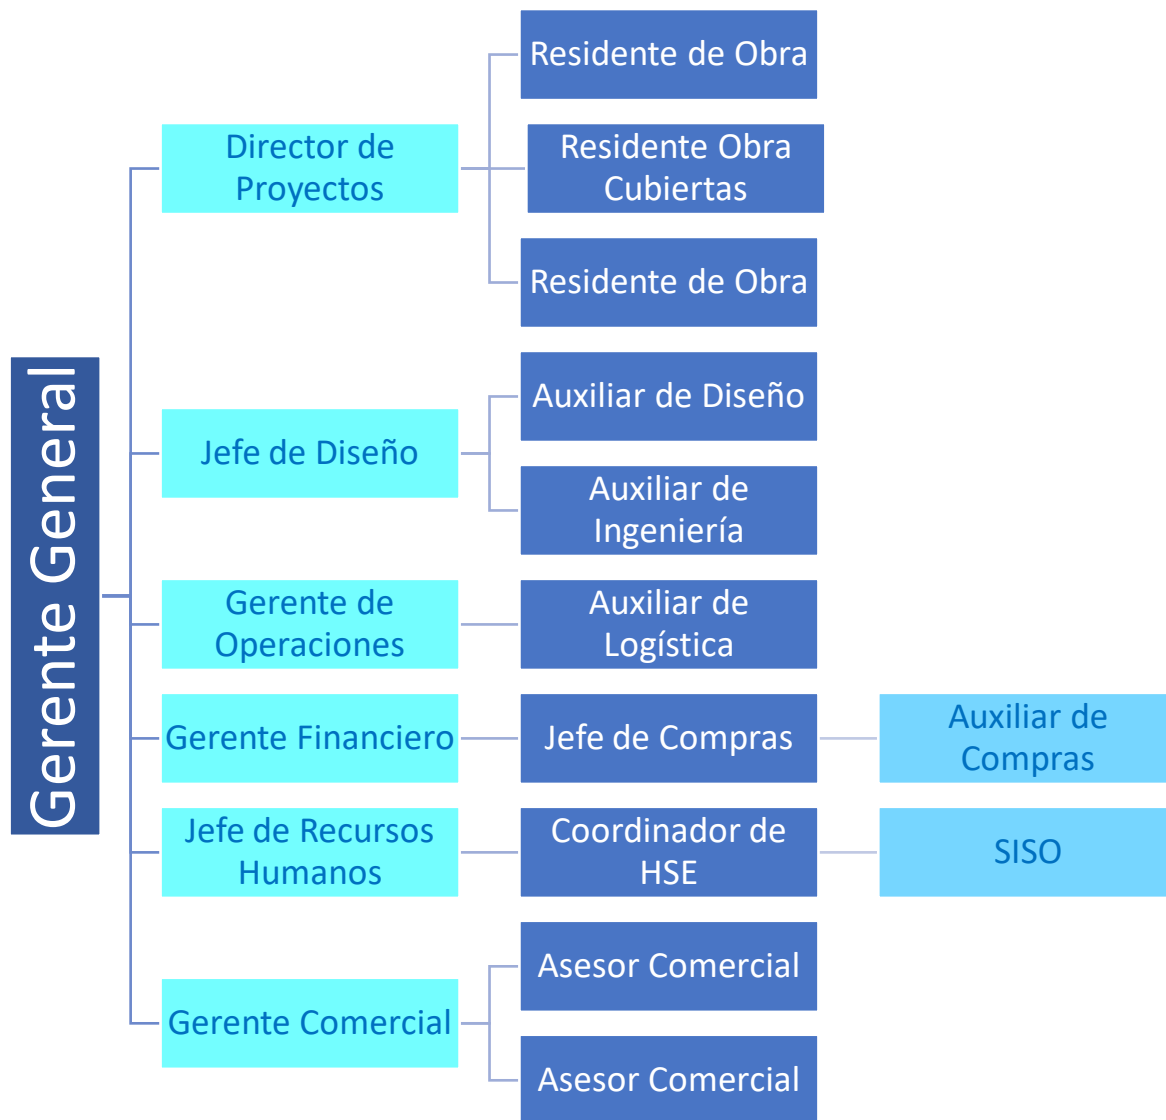 Gerente General
Director de
Proyectos
Residente de Obra
Residente Obra
Cubiertas
Residente de Obra
Jefe de Diseño
Auxiliar de Diseño
Auxiliar de
Ingeniería
Gerente de
Operaciones
Auxiliar de
Logística
Gerente Financiero
Jefe de Compras
Auxiliar de
Compras
Jefe de Recursos
Humanos
Coordinador de
HSE
SISO
Gerente Comercial
Asesor Comercial
Asesor Comercial